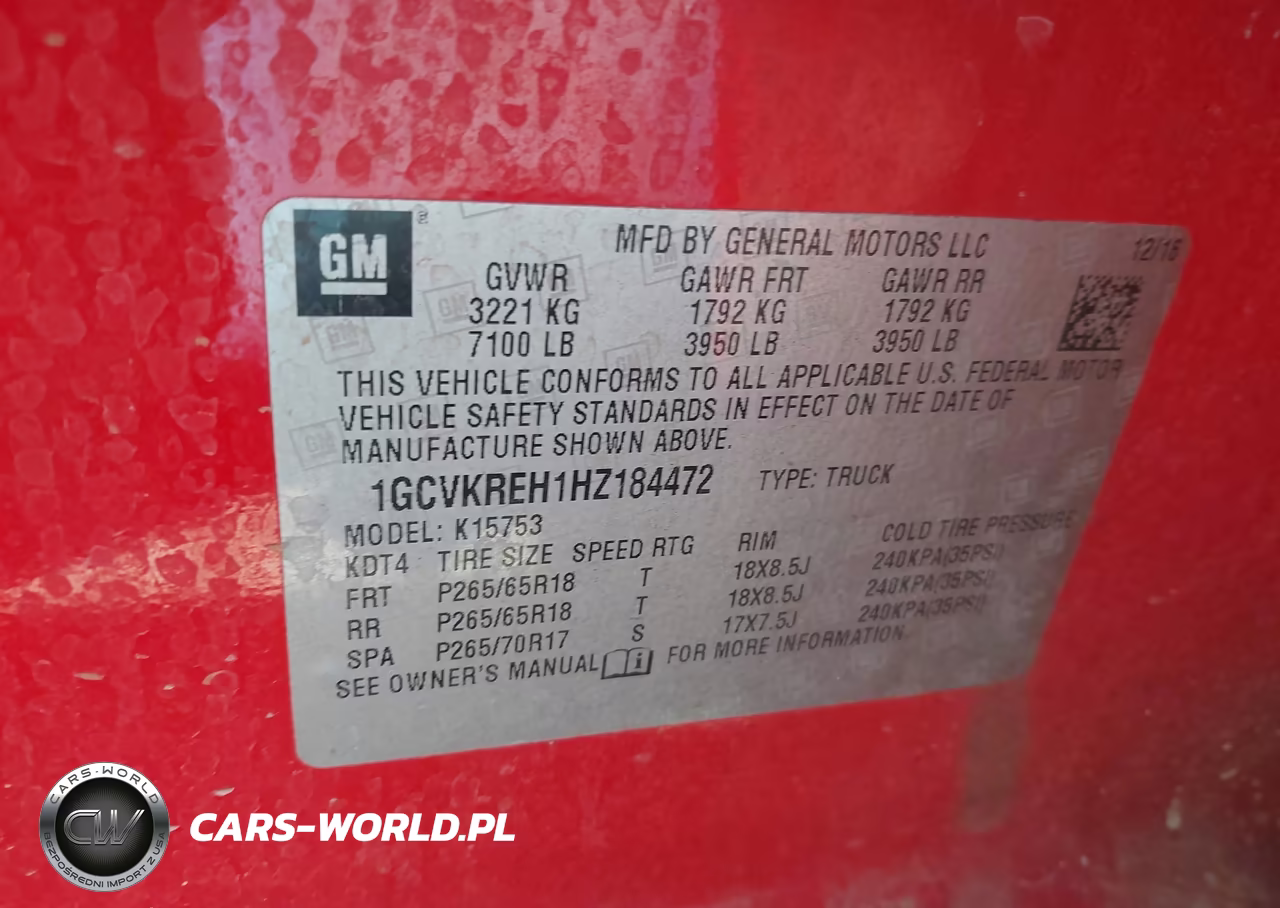 GM
®
MFD BY GENERAL MOTORS LLC
12/16
GVWR GAWR FRT GAWR RR
3221 KG 1792 KG 1792 KG
7100 LB 3950 LB 3950 LB
THIS VEHICLE CONFORMS TO ALL APPLICABLE U.S. FEDERAL MOTOR
VEHICLE SAFETY STANDARDS IN EFFECT ON THE DATE OF
MANUFACTURE SHOWN ABOVE.
1GCVKREH1HZ184472 TYPE: TRUCK
MODEL: K15753
KDT4 TIRE SIZE SPEED RTG RIM COLD TIRE PRESSURE
FRT P265/65R18 T 18X8.5J 240KPA(35PSI)
RR P265/65R18 T 18X8.5J 240KPA(35PSI)
SPA P265/70R17 S 17X7.5J 240KPA(35PSI)
SEE OWNER'S MANUAL FOR MORE INFORMATION.
CARS-WORLD
CW
BEZPOŚREDNI IMPORT Z USA
CARS-WORLD.PL